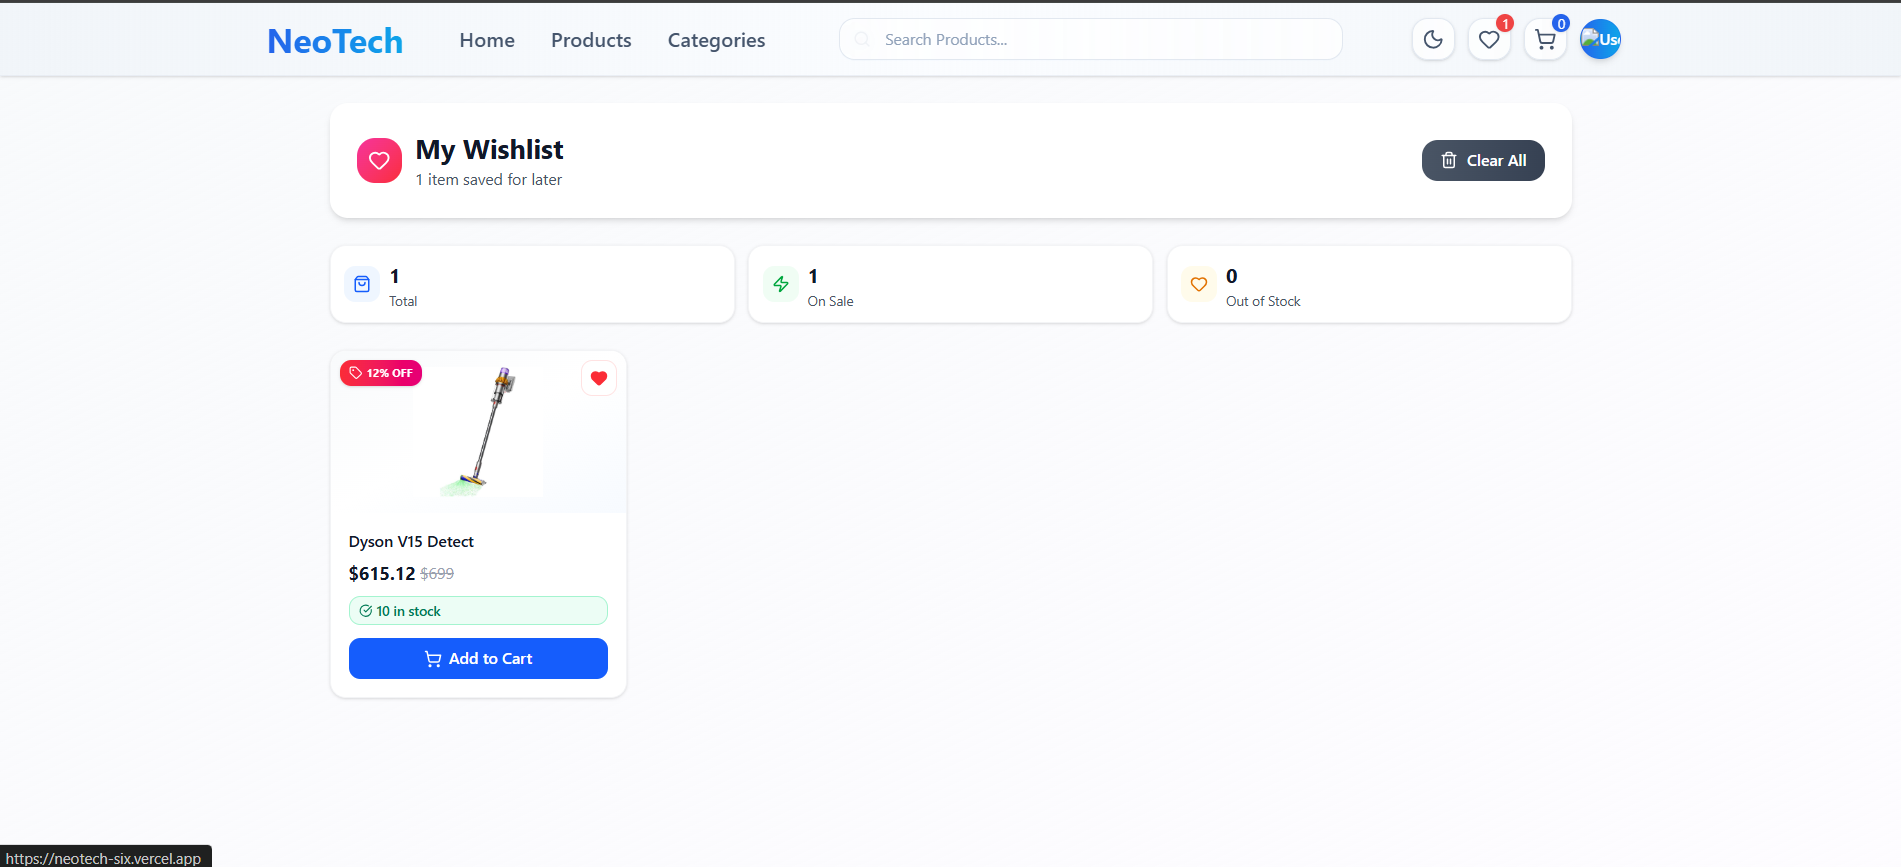 NeoTech
Home
Products
Categories
Search Products...
1
0
Use
My Wishlist
1 item saved for later
Clear All
1
Total
1
On Sale
0
Out of Stock
12% OFF
Dyson V15 Detect
$615.12 $699
10 in stock
Add to Cart
https://neotech-six.vercel.app